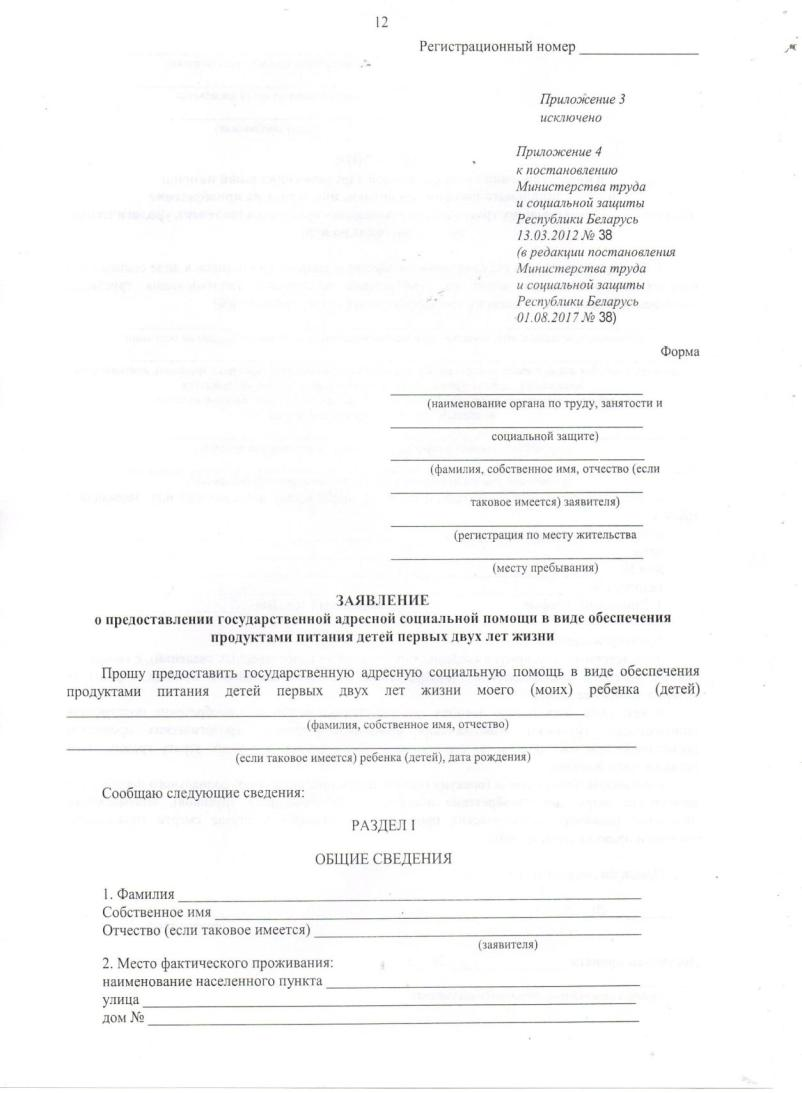 12
Регистрационный номер
Приложение 3
исключено
Приложение 4
к постановлению
Министерства труда
и социальной защиты
Республики Беларусь
13.03.2012 № 38
(в редакции постановления
Министерства труда
и социальной защиты
Республики Беларусь
01.08.2017 № 38)
Форма
(наименование органа по труду, занятости и
социальной защите)
(фамилия, собственное имя, отчество (если
таковое имеется) заявителя)
(регистрация по месту жительства
(месту пребывания)
ЗАЯВЛЕНИЕ
о предоставлении государственной адресной социальной помощи в виде обеспечения
продуктами питания детей первых двух лет жизни
Прошу предоставить государственную адресную социальную помощь в виде обеспечения
продуктами питания детей первых двух лет жизни моего (моих) ребенка (детей)
(фамилия, собственное имя, отчество)
(если таковое имеется) ребенка (детей), дата рождения)
Сообщаю следующие сведения:
РАЗДЕЛ I
ОБЩИЕ СВЕДЕНИЯ
1. Фамилия
Собственное имя
Отчество (если таковое имеется)
(заявителя)
2. Место фактического проживания:
наименование населенного пункта
улица
дом №